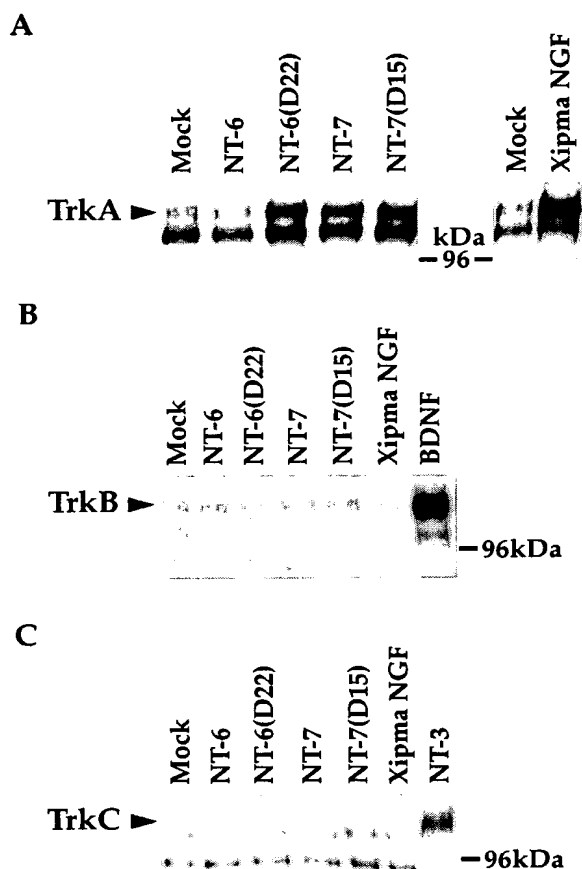 A
Mock
NT-6
NT-6(D22)
NT-7
NT-7(D15)
Mock
Xipma NGF
TrkA
kDa
96
B
Mock
NT-6
NT-6(D22)
NT-7
NT-7(D15)
Xipma NGF
BDNF
TrkB
96kDa
C
Mock
NT-6
NT-6(D22)
NT-7
NT-7(D15)
Xipma NGF
NT-3
TrkC
96kDa